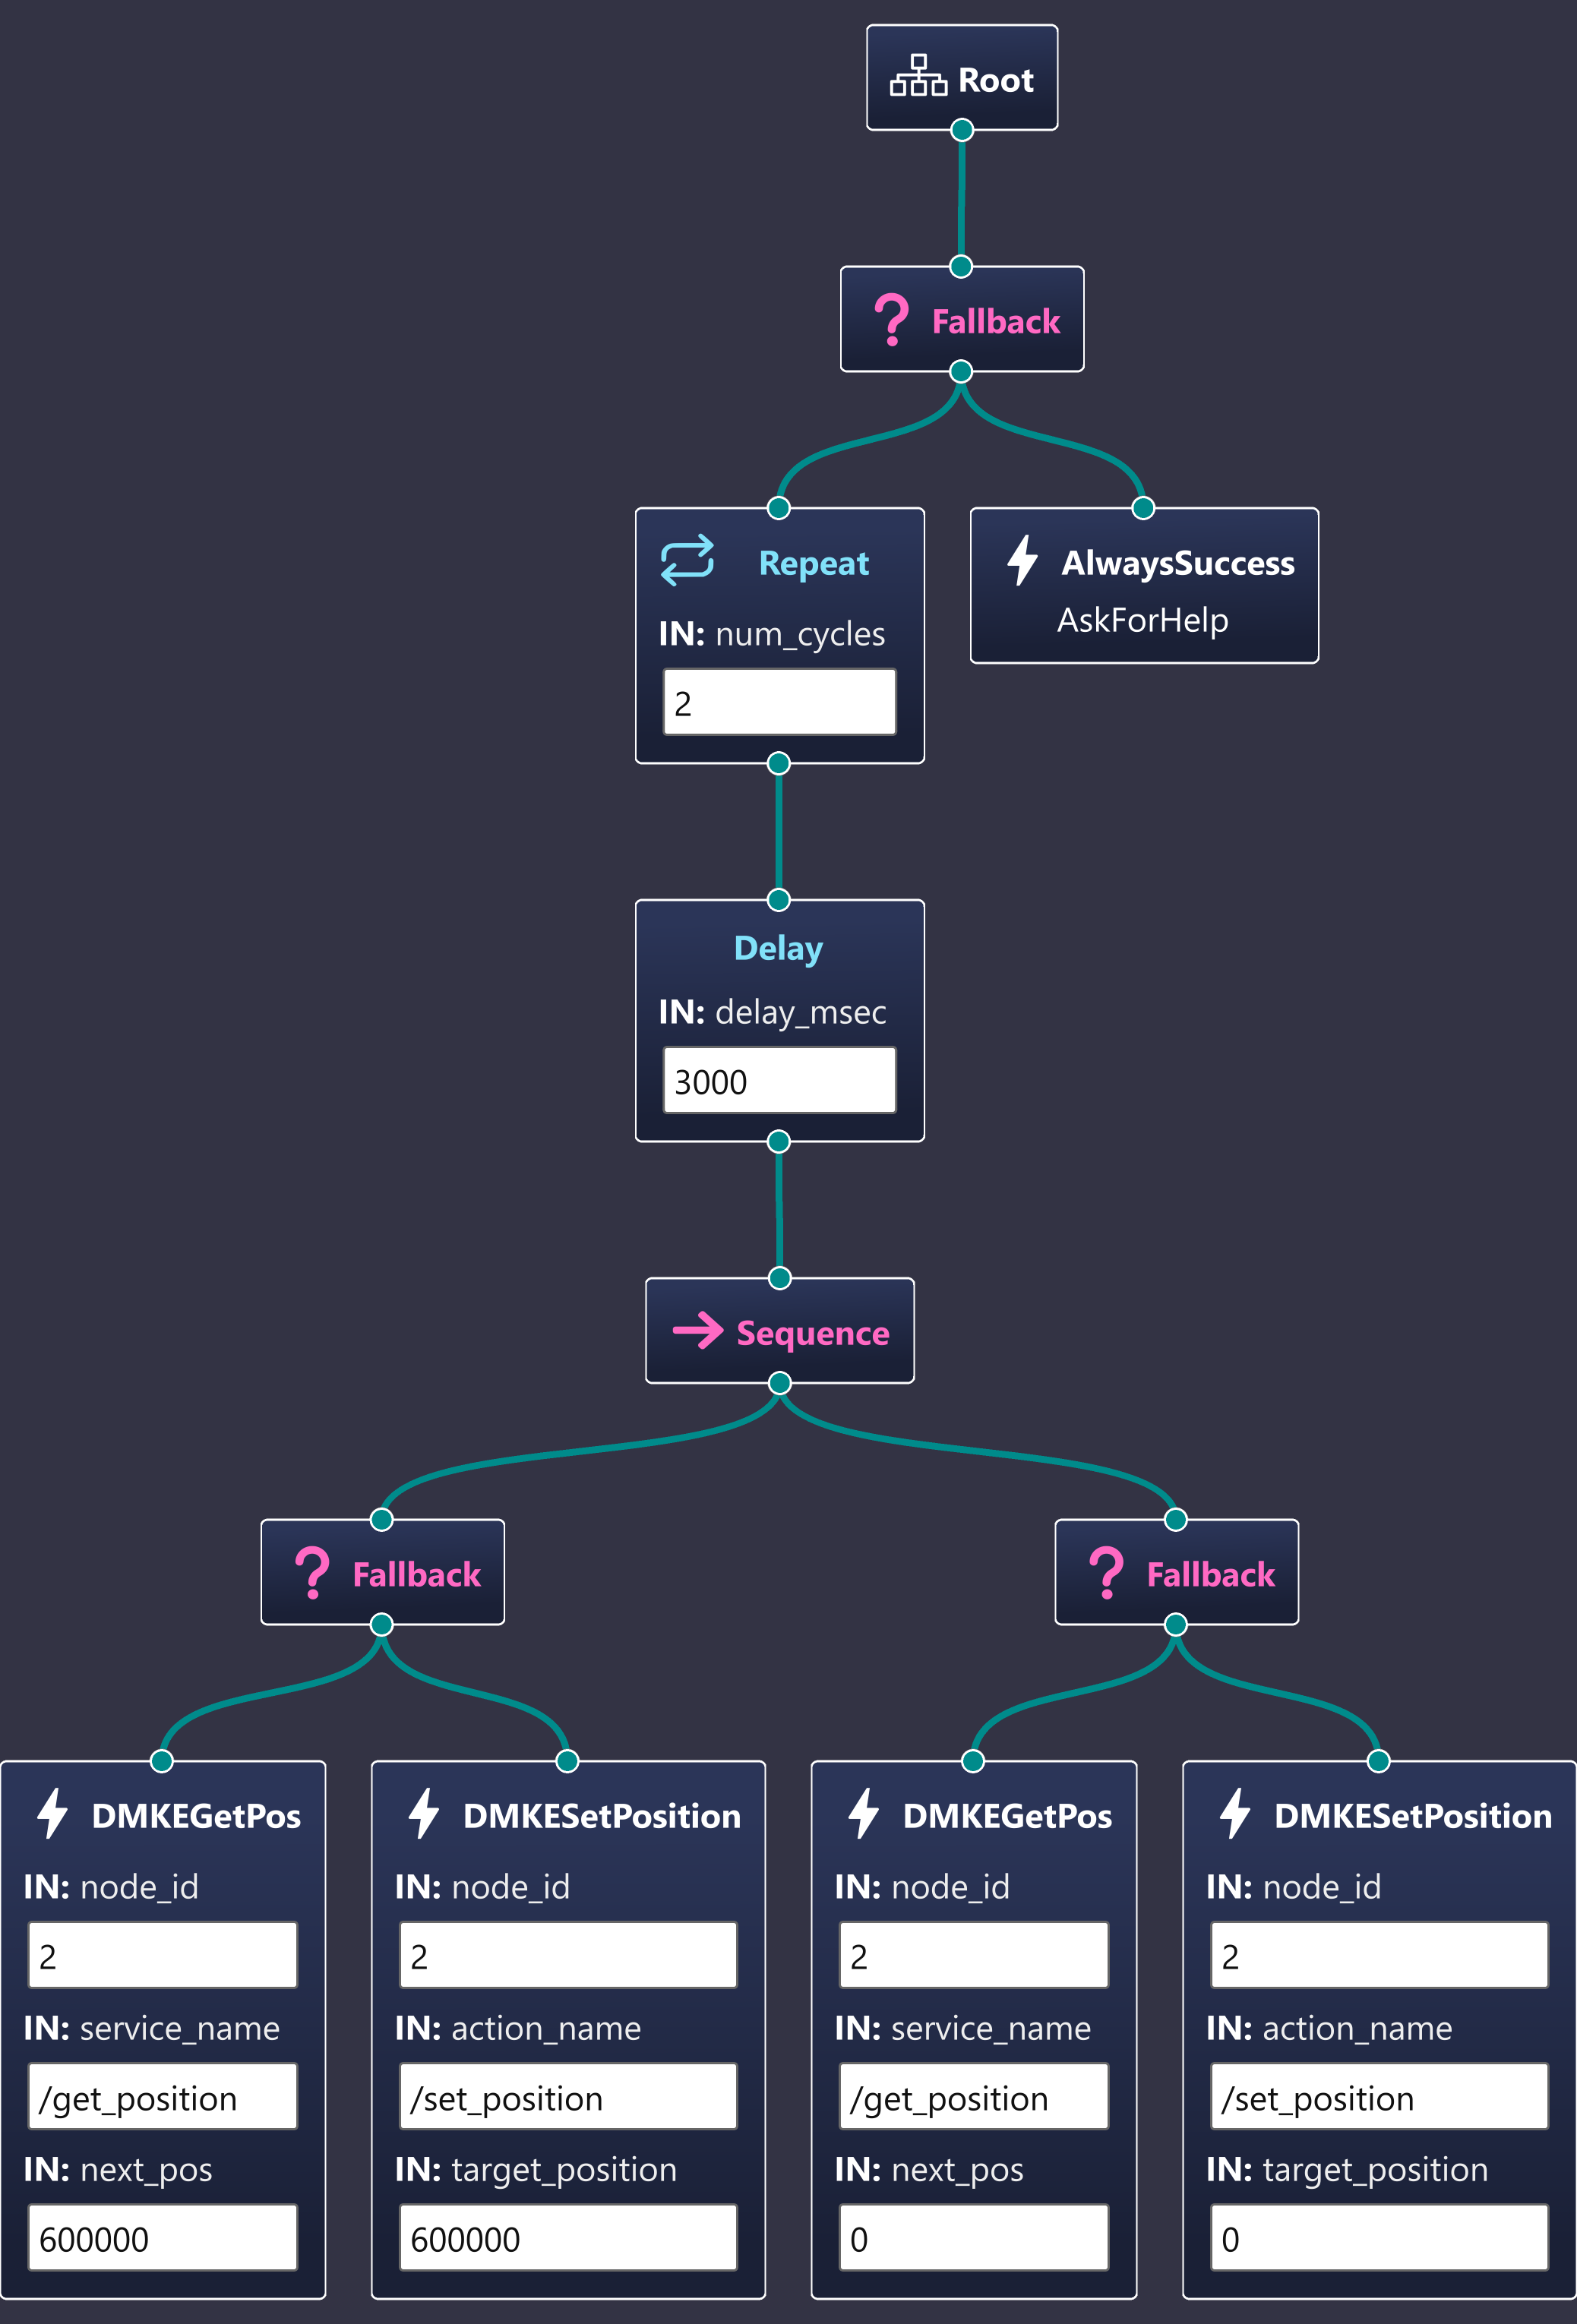 Root
Fallback
Repeat
IN: num_cycles
2
AlwaysSuccess
AskForHelp
Delay
IN: delay_msec
3000
Sequence
Fallback
Fallback
DMKEGetPos
IN: node_id
2
IN: service_name
/get_position
IN: next_pos
600000
DMKESetPosition
IN: node_id
2
IN: action_name
/set_position
IN: target_position
600000
DMKEGetPos
IN: node_id
2
IN: service_name
/get_position
IN: next_pos
0
DMKESetPosition
IN: node_id
2
IN: action_name
/set_position
IN: target_position
0